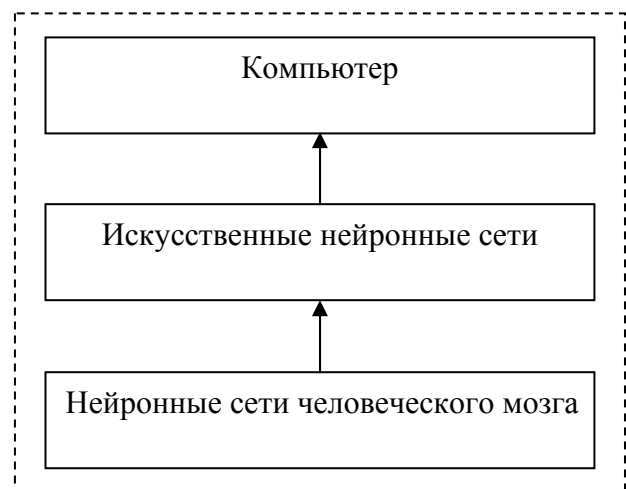 Компьютер
Искусственные нейронные сети
Нейронные сети человеческого мозга